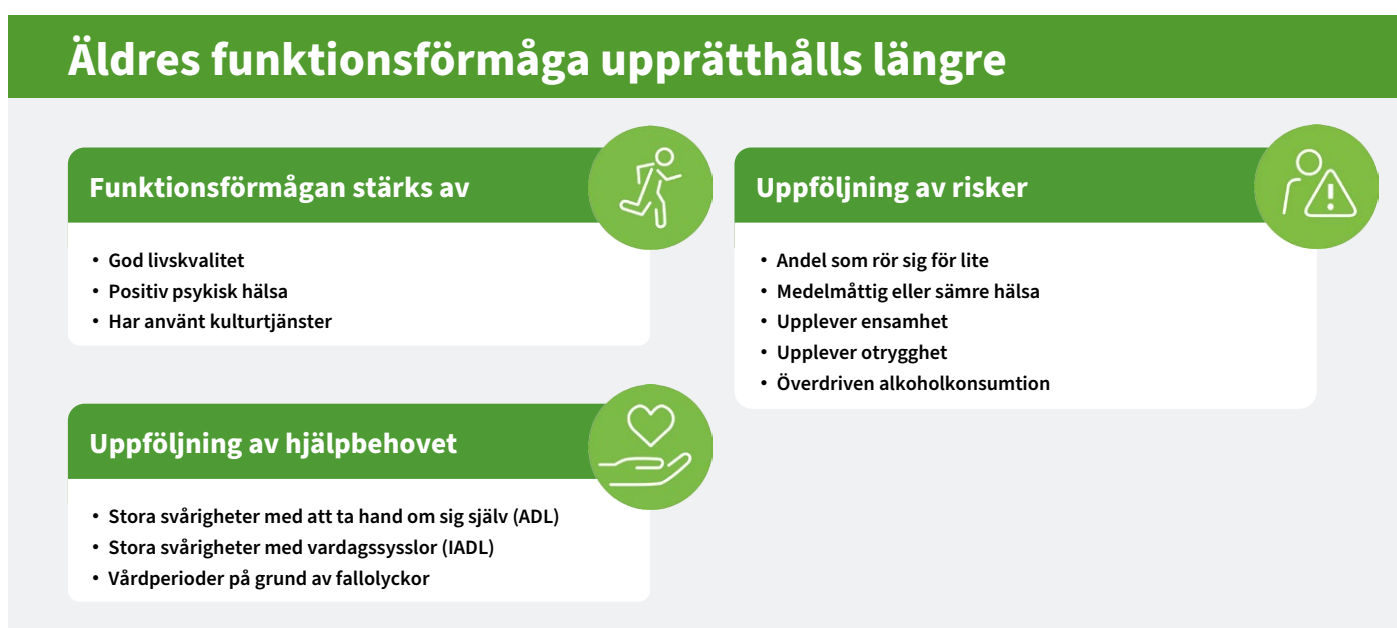 Äldres funktionsförmåga upprätthålls längre
Funktionsförmågan stärks av
• God livskvalitet
• Positiv psykisk hälsa
• Har använt kulturtjänster
Uppföljning av hjälpbehovet
• Stora svårigheter med att ta hand om sig själv (ADL)
• Stora svårigheter med vardagssysslor (IADL)
• Vårdperioder på grund av fallolyckor
Uppföljning av risker
• Andel som rör sig för lite
• Medelmåttig eller sämre hälsa
• Upplever ensamhet
• Upplever otrygghet
• Överdriven alkoholkonsumtion